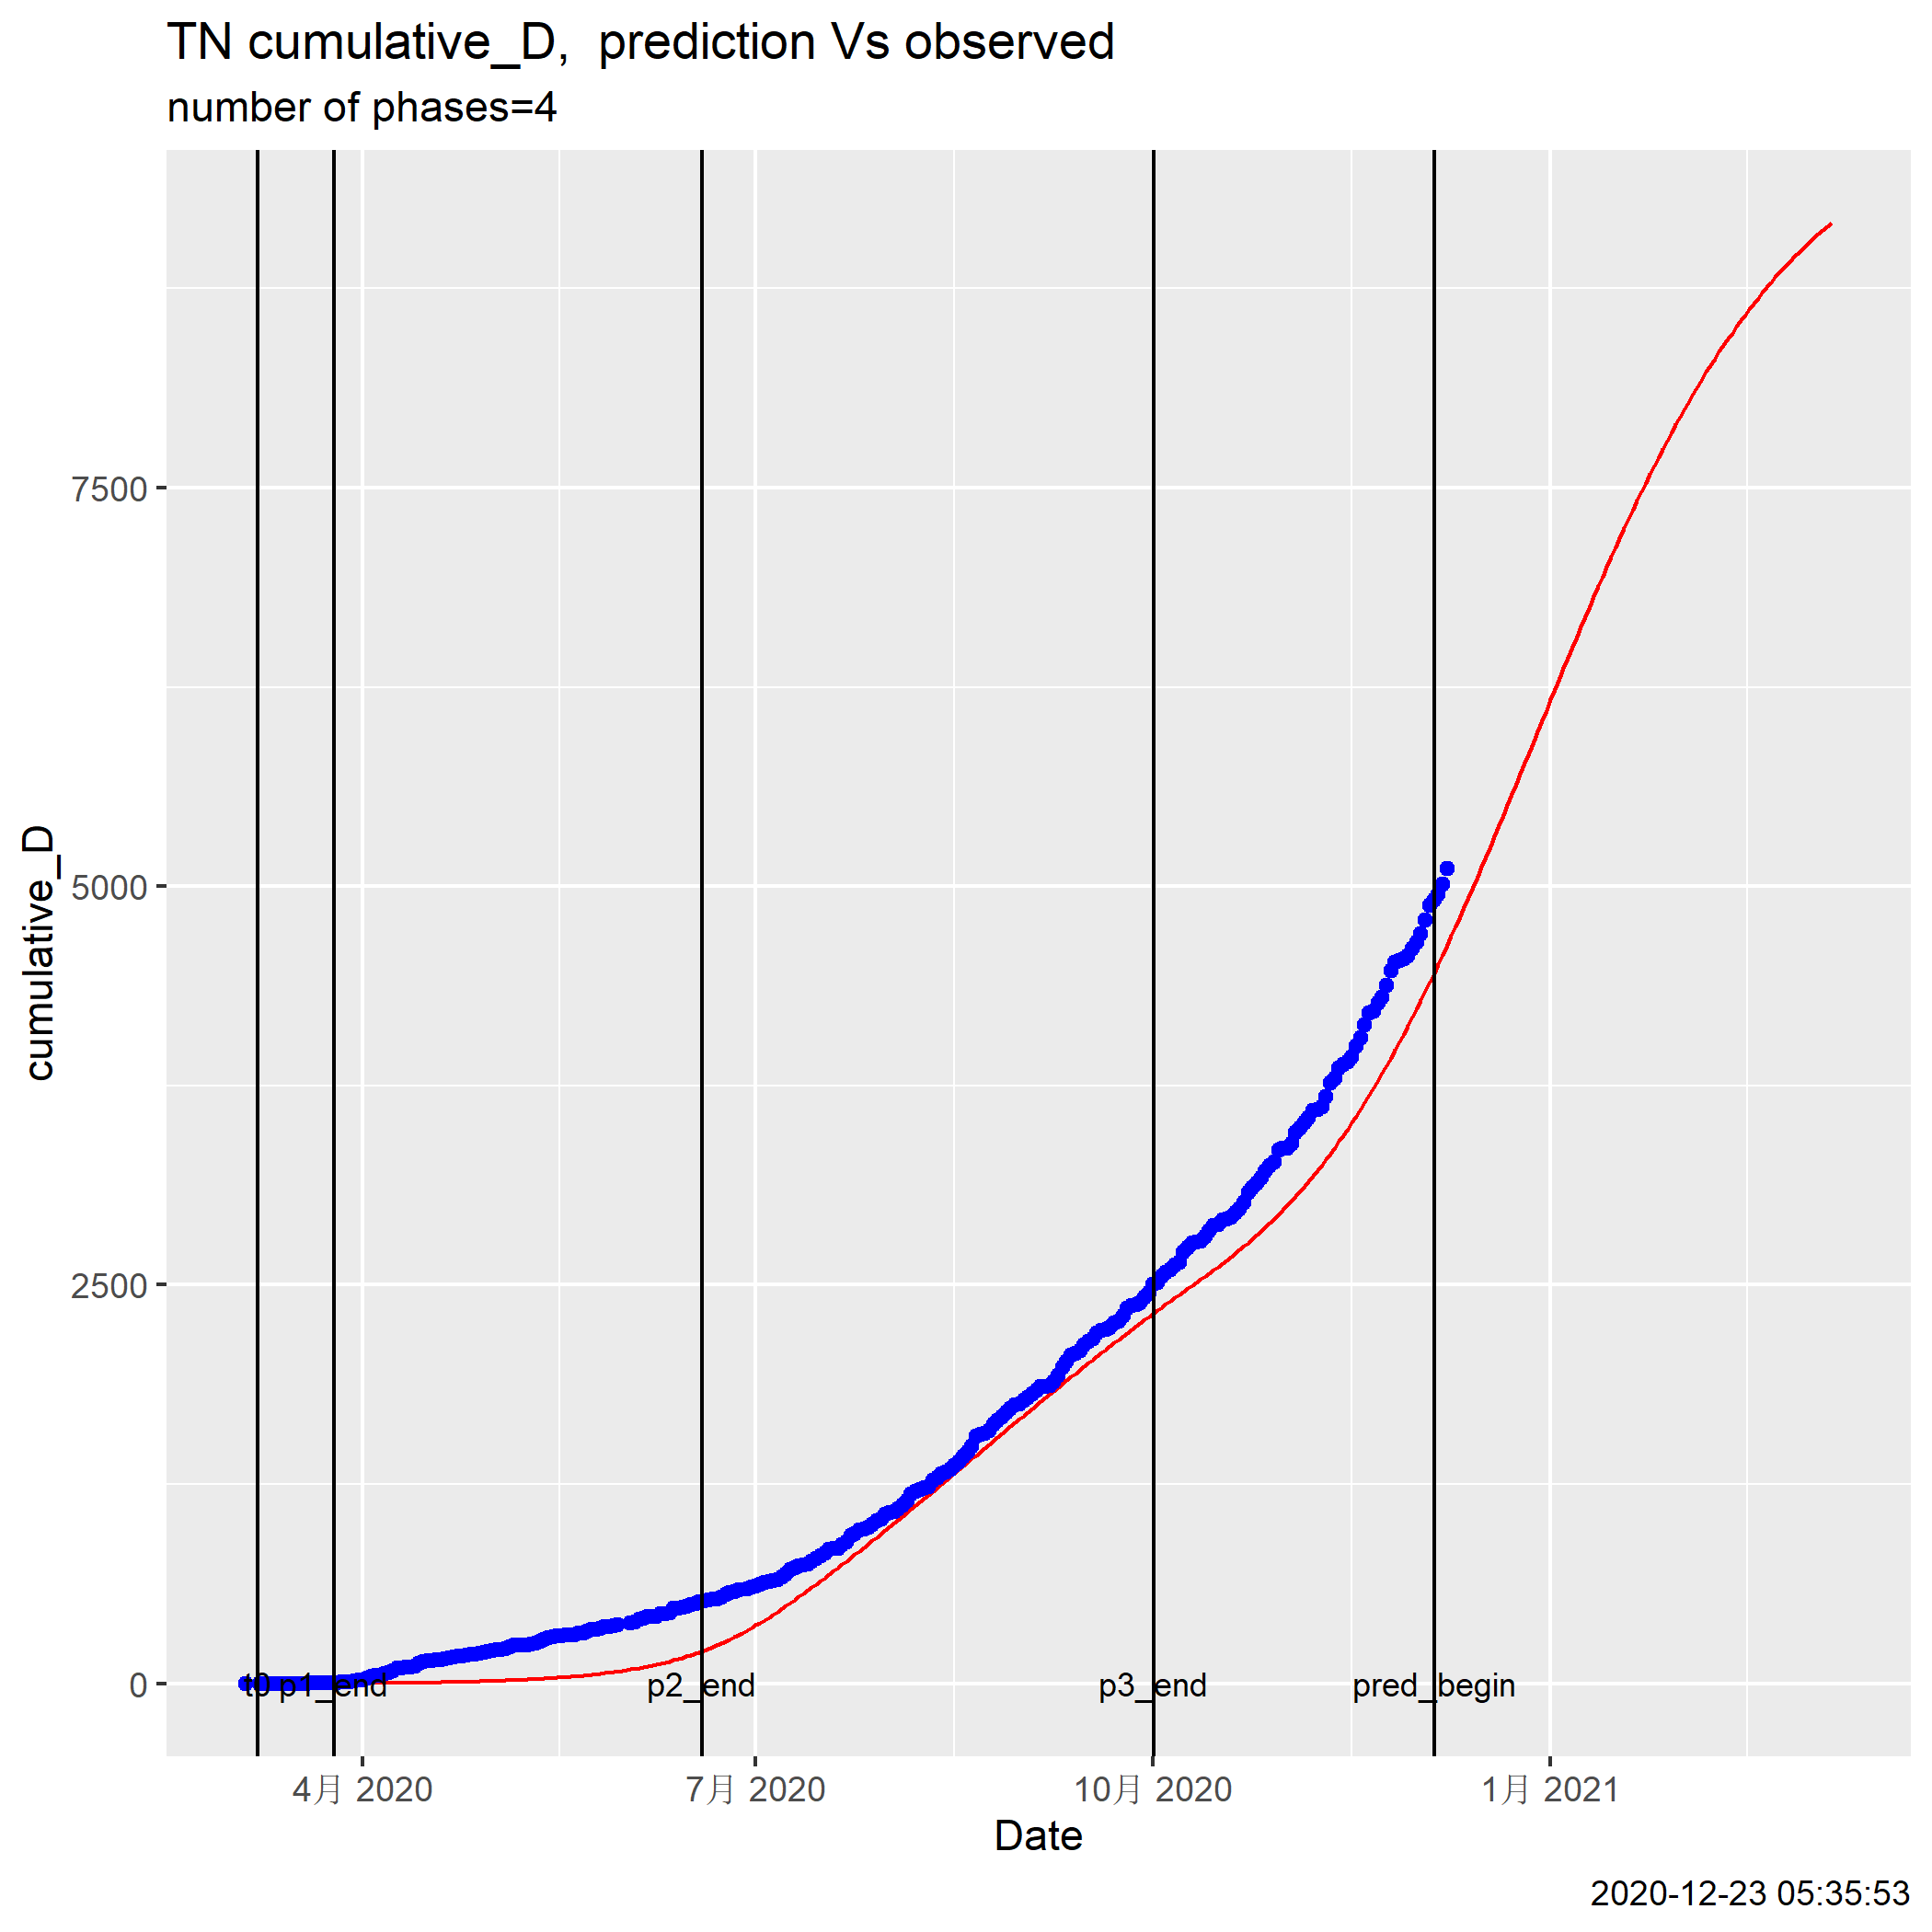 TN cumulative_D,  prediction Vs observed
number of phases=4
cumulative_D
7500
5000
2500
0
t0 p1_end p2_end p3_end pred_begin
4月 2020 7月 2020 10月 2020 1月 2021
Date
2020-12-23 05:35:53